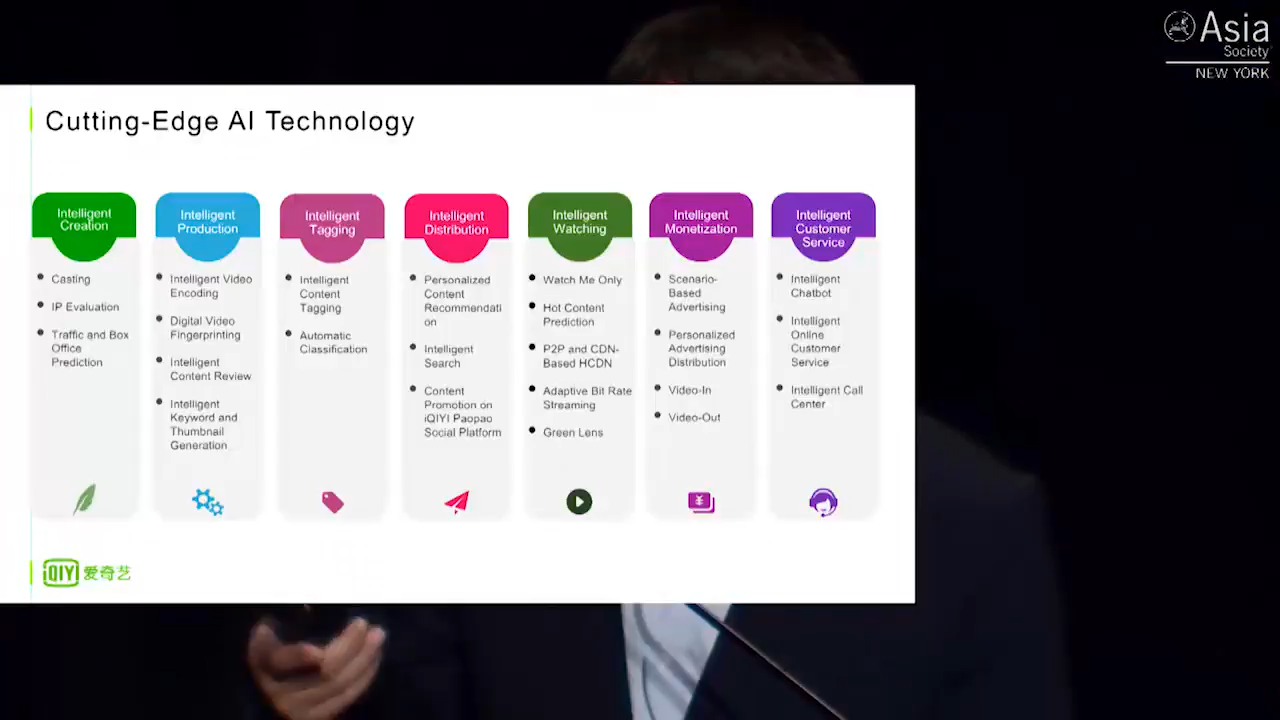 Asia
Society
NEW YORK
Cutting-Edge AI Technology
Intelligent
Creation
Casting
IP Evaluation
Traffic and Box
Office
Prediction
Intelligent
Production
Intelligent Video
Encoding
Digital Video
Fingerprinting
Intelligent
Content Review
Intelligent
Keyword and
Thumbnail
Generation
Intelligent
Tagging
Intelligent
Content
Tagging
Automatic
Classification
Intelligent
Distribution
Personalized
Content
Recommendati
on
Intelligent
Search
Content
Promotion on
iQIYI Paopao
Social Platform
Intelligent
Watching
Watch Me Only
Hot Content
Prediction
P2P and CDN-
Based HCDN
Adaptive Bit Rate
Streaming
Green Lens
Intelligent
Monetization
Scenario-
Based
Advertising
Personalized
Advertising
Distribution
Video-In
Video-Out
¥
Intelligent
Customer
Service
Intelligent
Chatbot
Intelligent
Online
Customer
Service
Intelligent Call
Center
QIY 爱奇艺